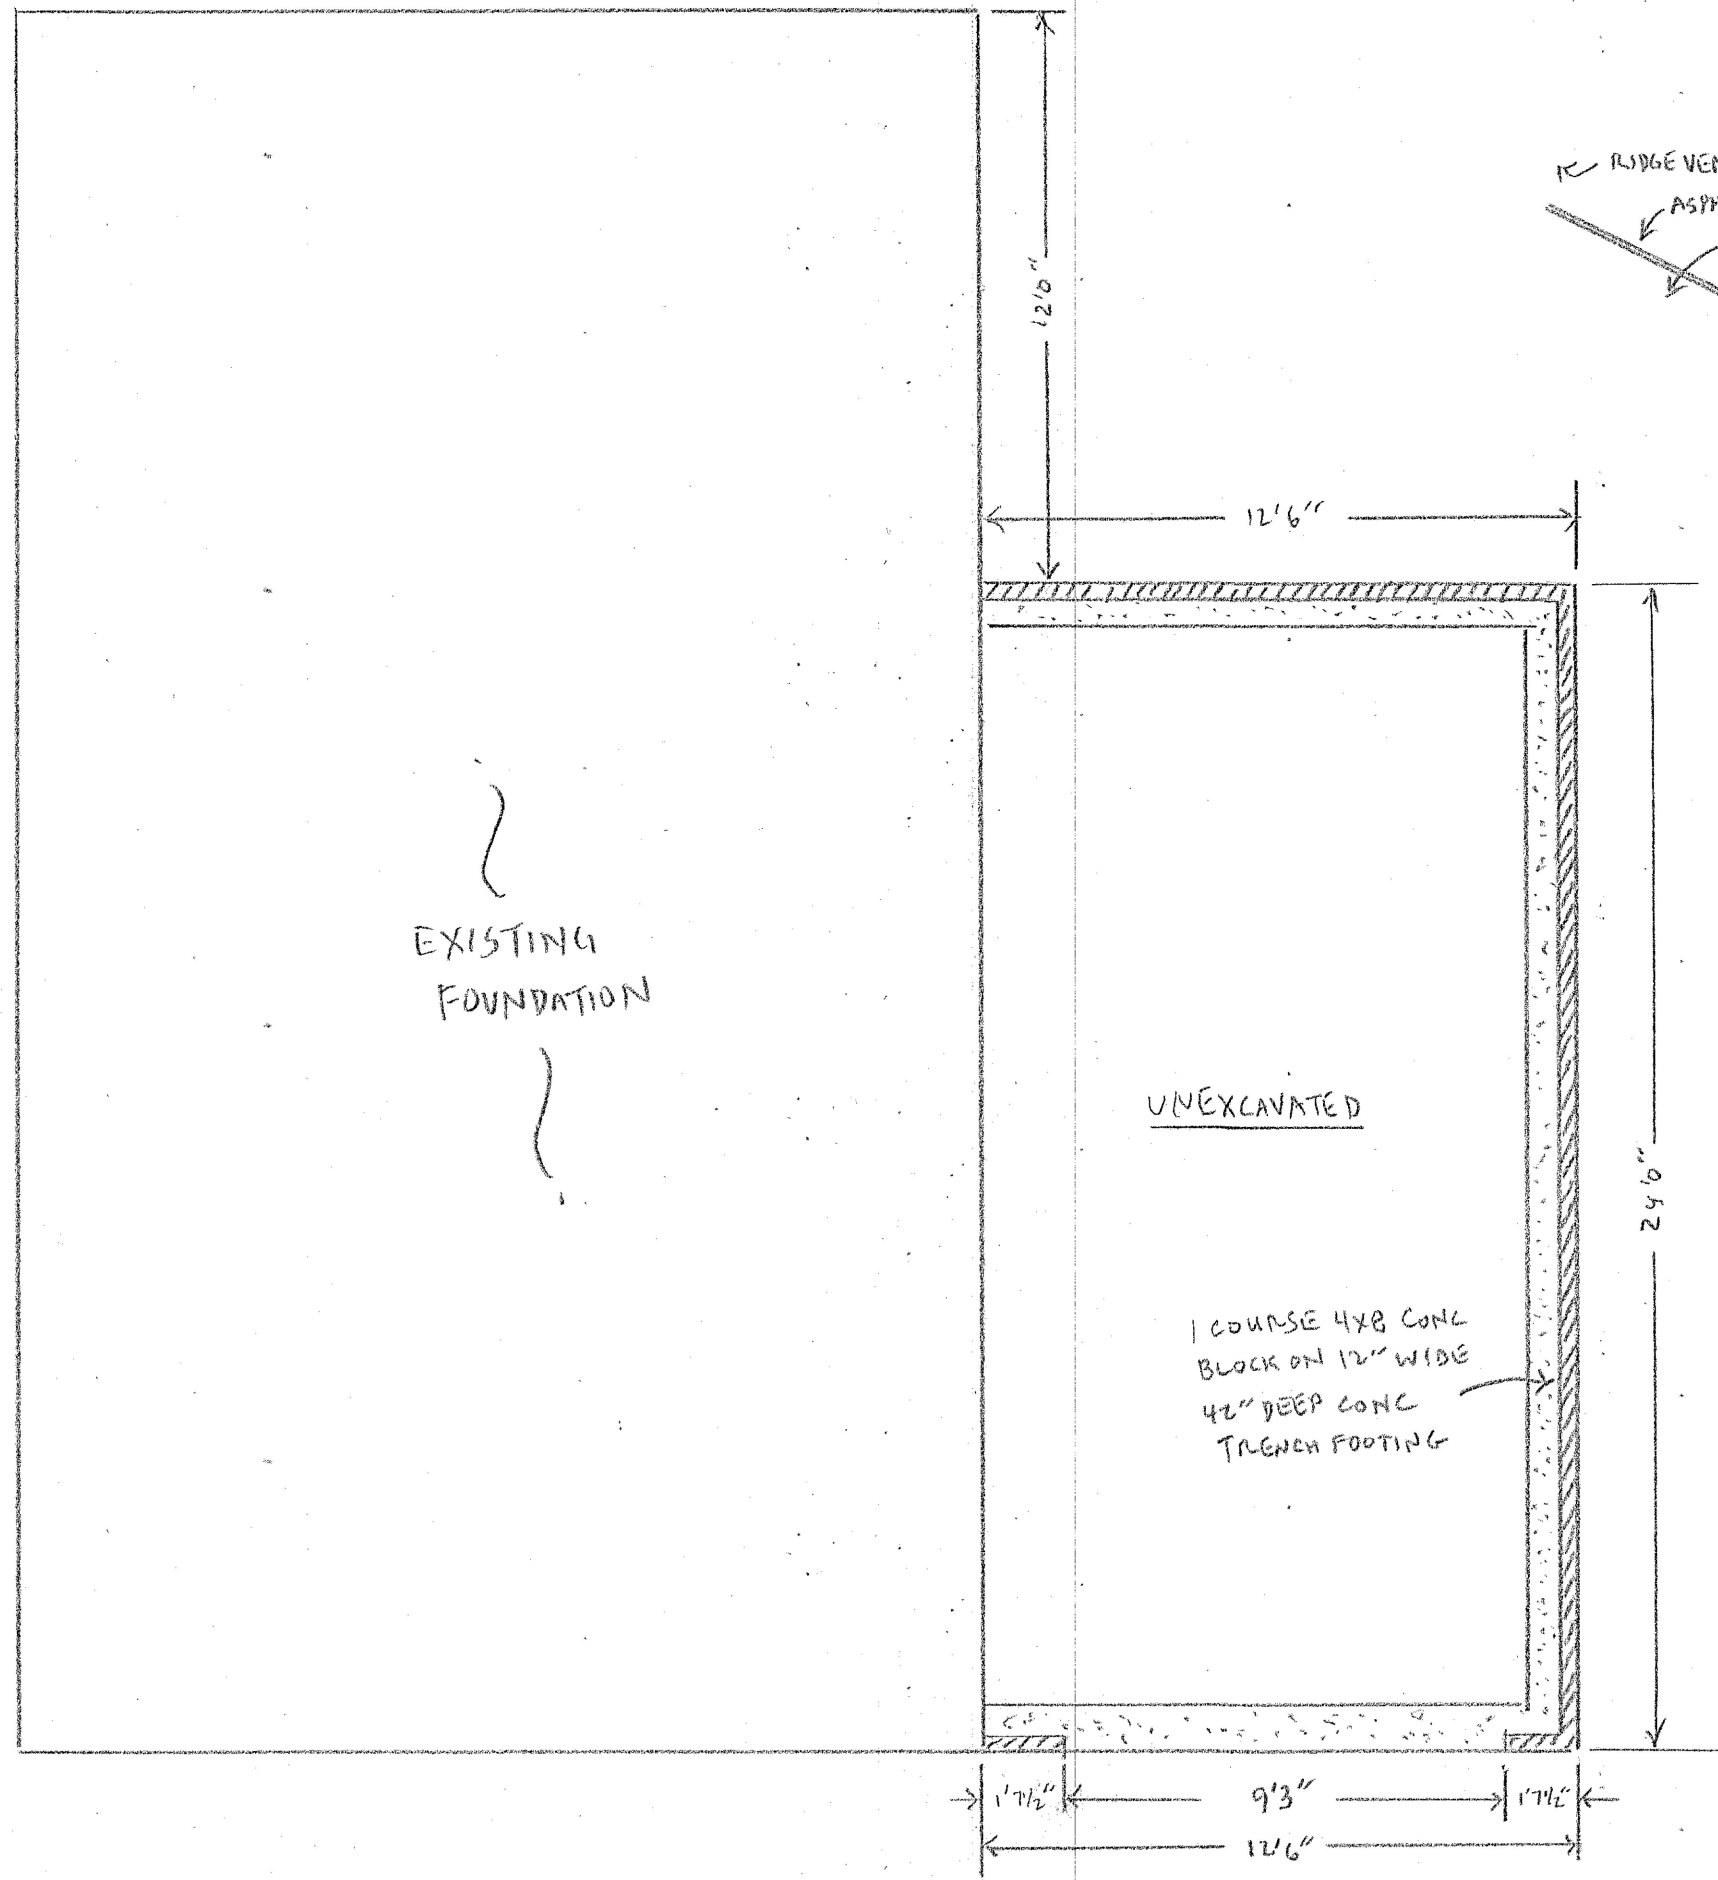 RIDGE VEN
ASPH
12'0"
12'6"
EXISTING
FOUNDATION
UNEXCAVATED
24'0"
1 COURSE 4X8 CONC
BLOCK ON 12" WIDE
42" DEEP CONC
TRENCH FOOTING
1'7½" 9'3" 1'7½"
12'6"